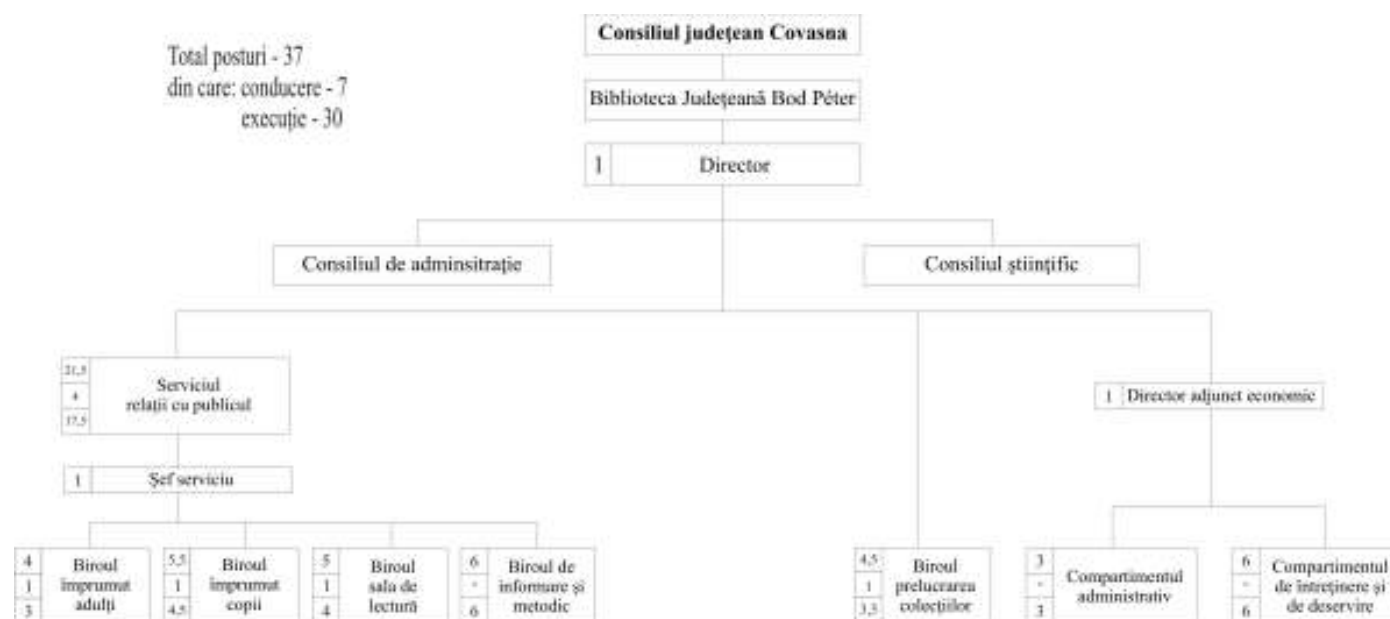 Total posturi - 37
din care: conducere - 7
execuție - 30
Consiliul județean Covasna
Biblioteca Județeană Bod Péter
1 Director
Consiliul de adminsitrație
Consiliul științific
21,5
4
17,5
Serviciul
relații cu publicul
1 Șef serviciu
1 Director adjunct economic
4
1
3
Biroul
împrumut
adulți
5,5
1
4,5
Biroul
împrumut
copii
5
1
4
Biroul
sala de
lectură
6
-
6
Biroul de
informare și
metodic
4,5
1
3,5
Biroul
prelucrarea
colecțiilor
3
-
3
Compartimentul
administrativ
6
-
6
Compartimentul
de întreținere și
de deservire